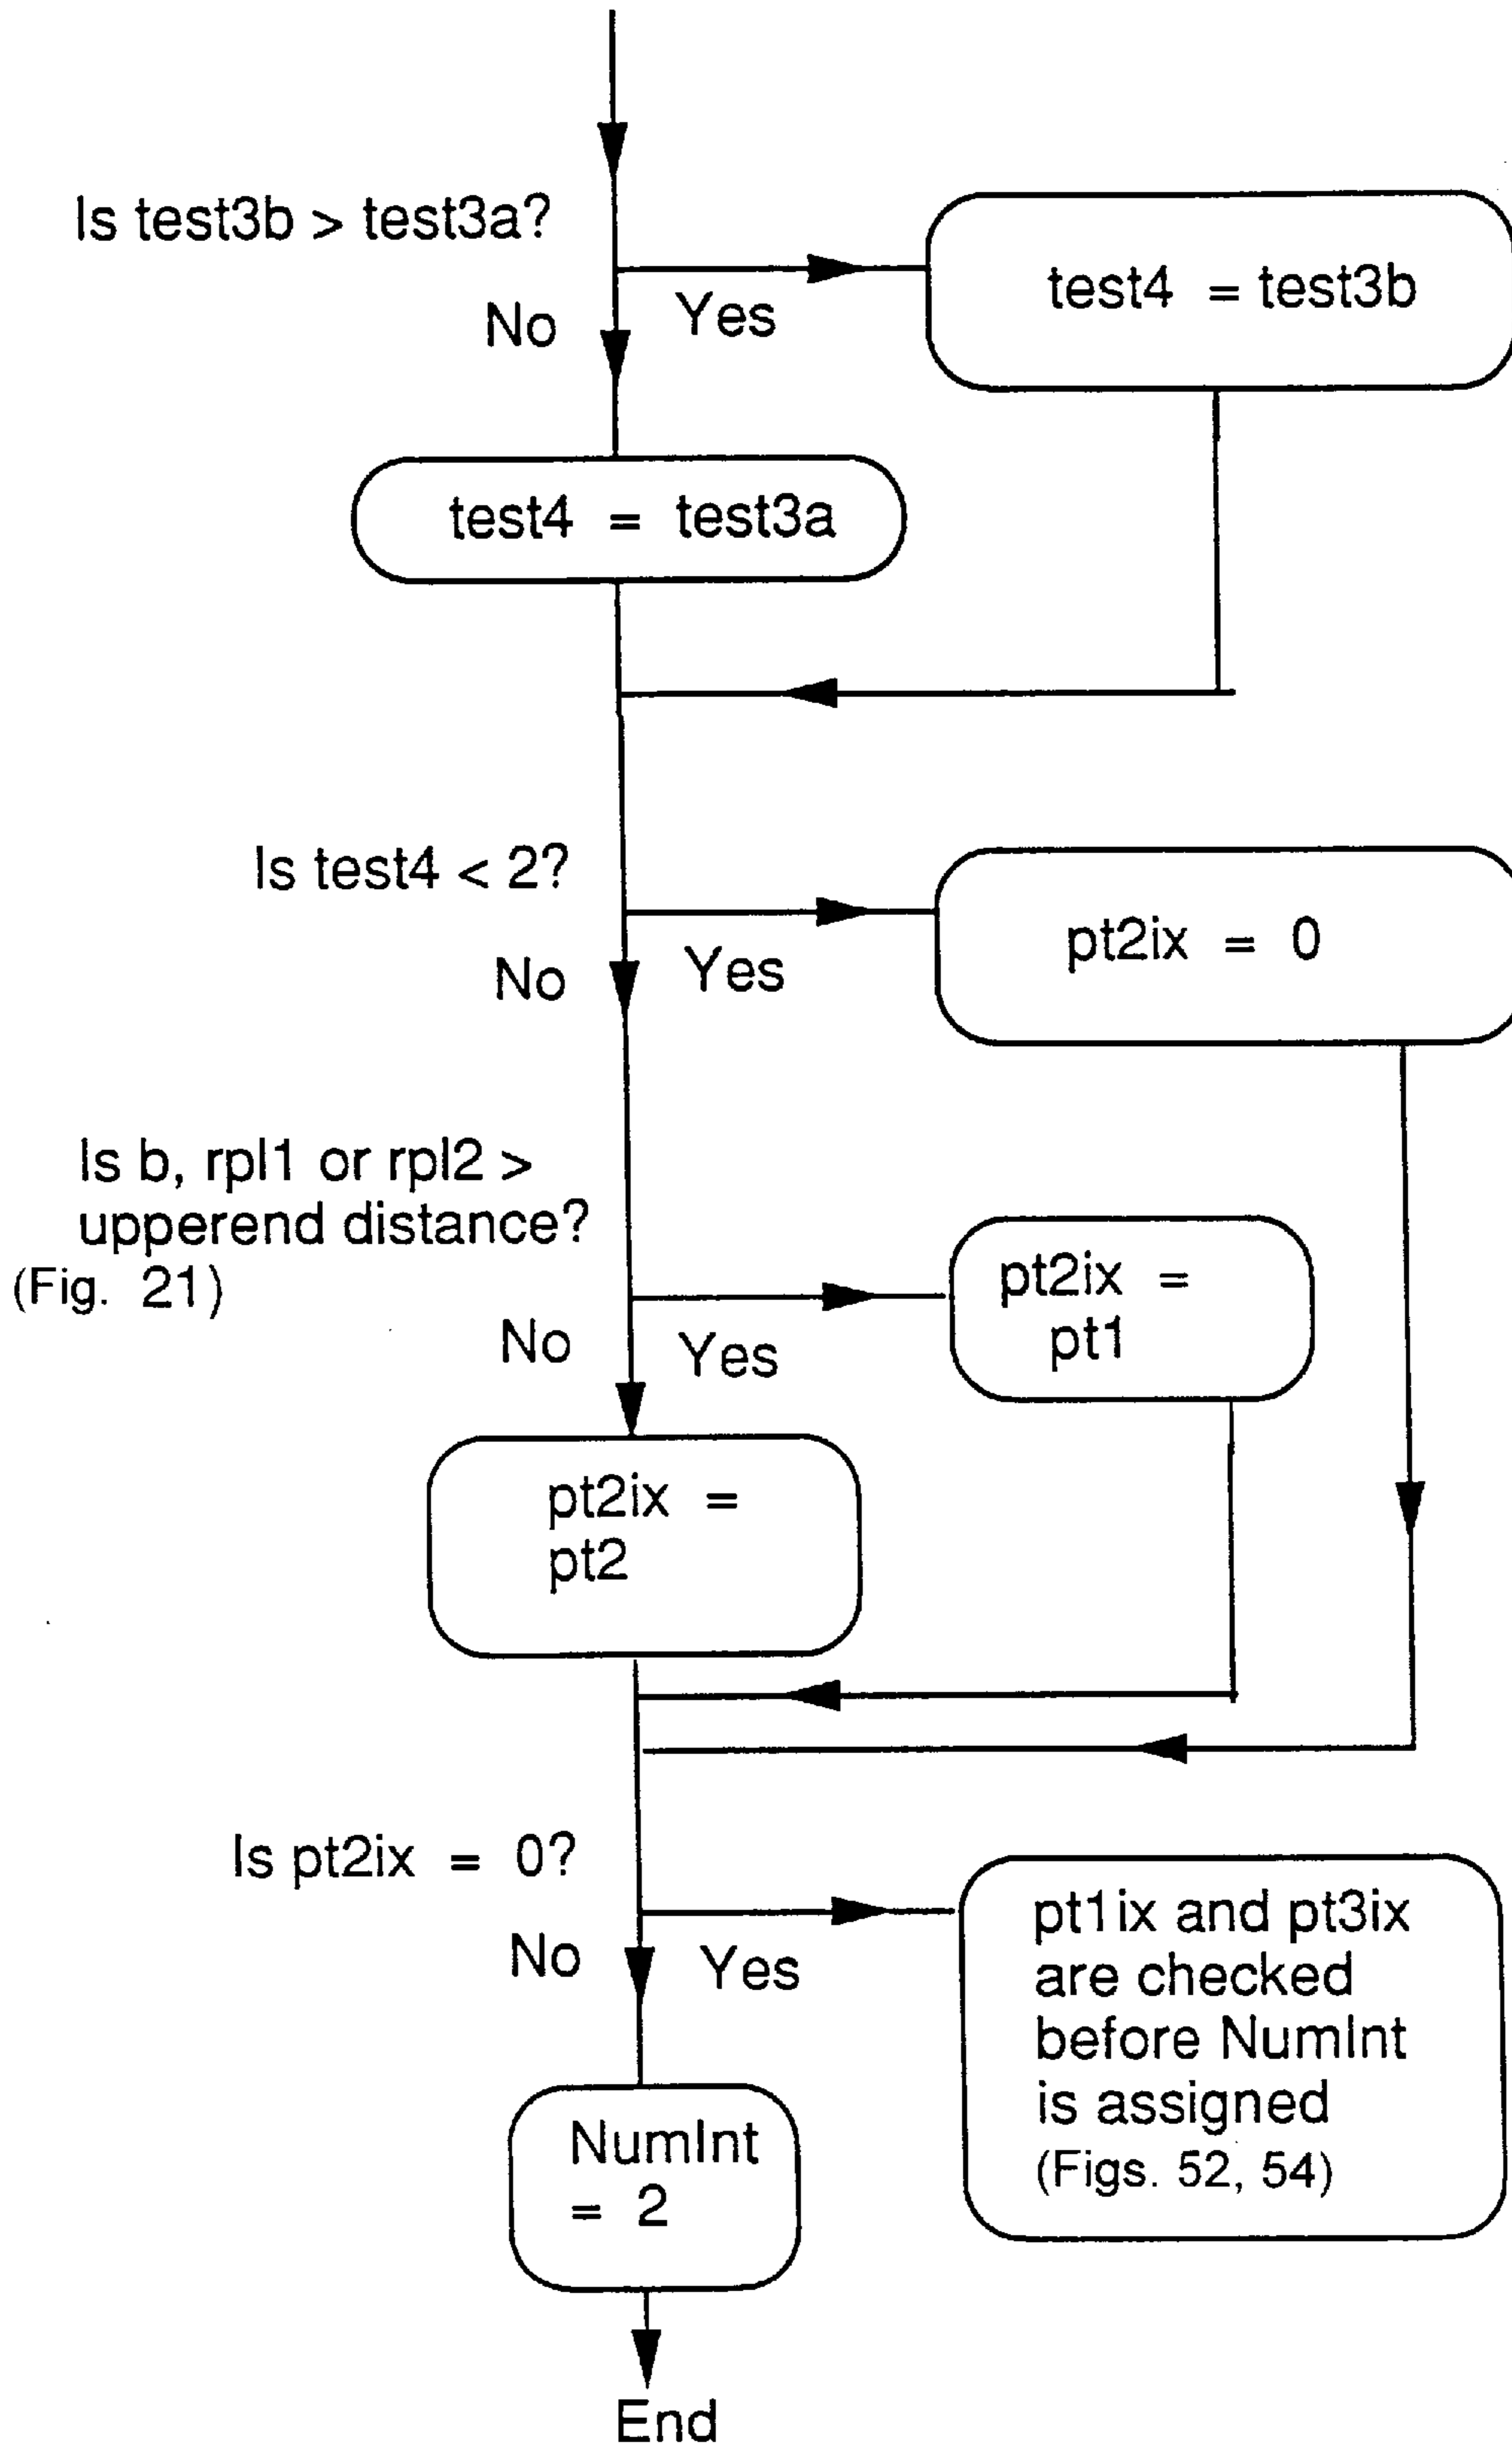 Is test3b > test3a?
Yes
No
test4 = test3b
test4 = test3a
Is test4 < 2?
Yes
No
pt2ix = 0
Is b, rpl1 or rpl2 >
upperend distance?
(Fig. 21)
Yes
No
pt2ix =
pt1
pt2ix =
pt2
Is pt2ix = 0?
Yes
No
pt1ix and pt3ix
are checked
before NumInt
is assigned
(Figs. 52, 54)
NumInt
= 2
End